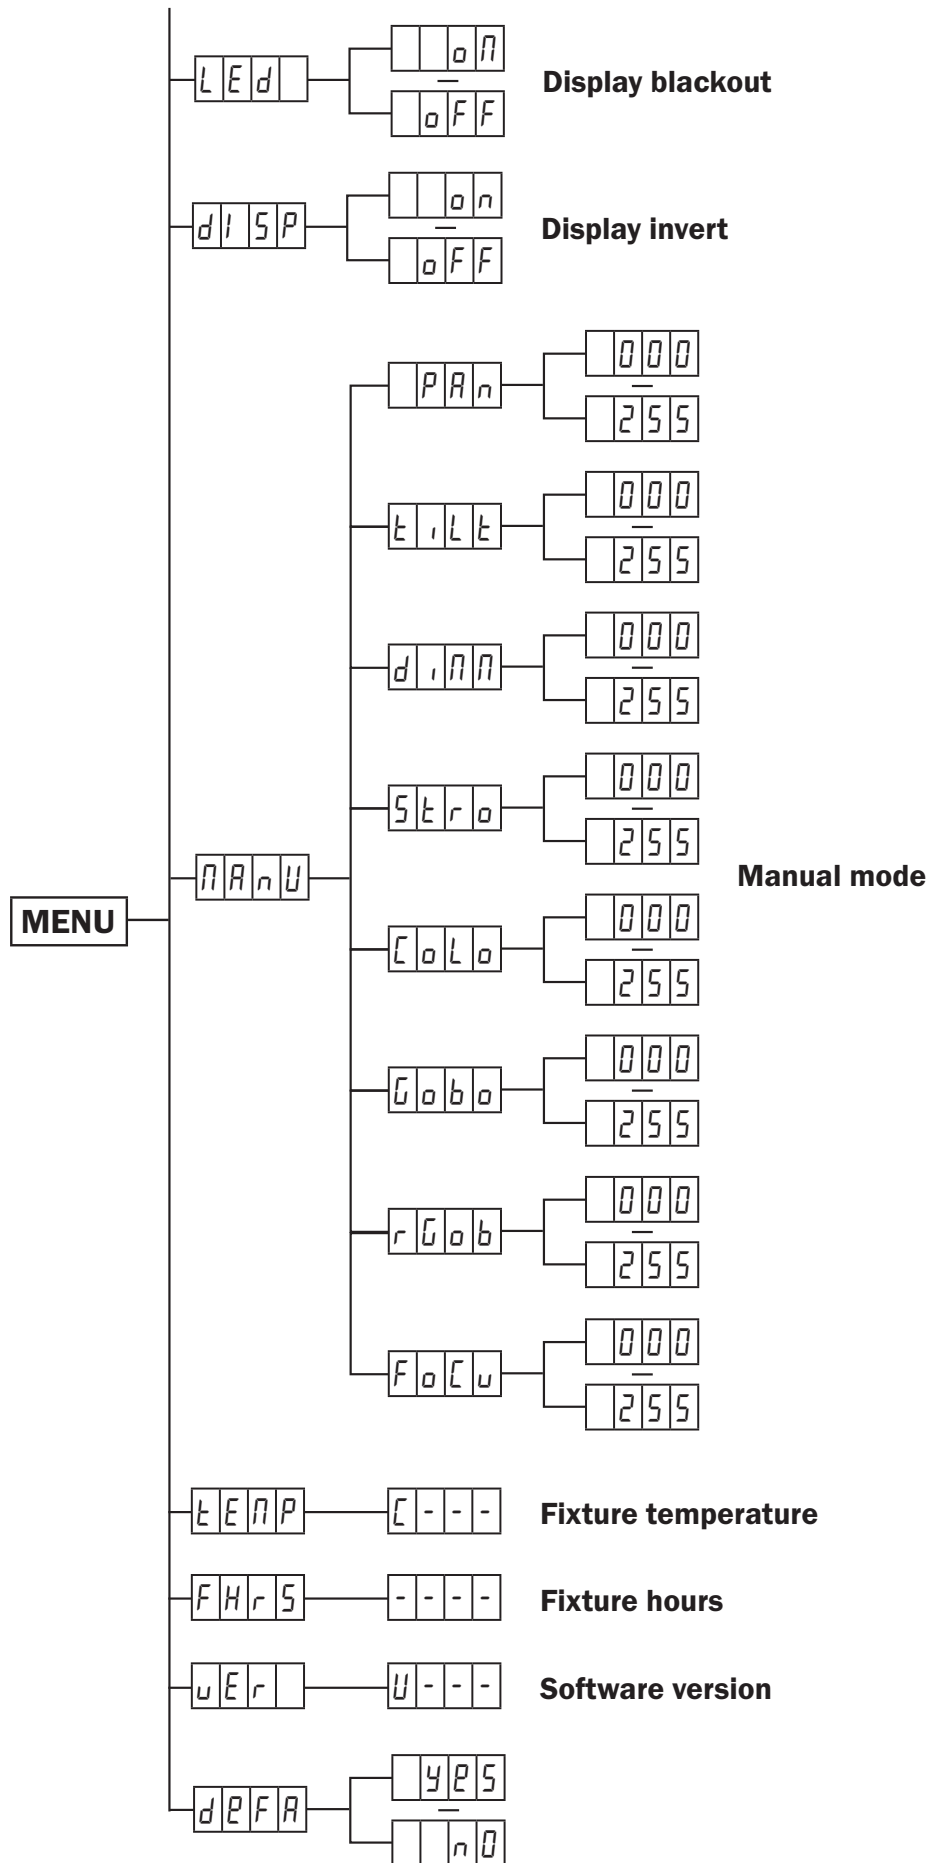 LEd
on
oFF
Display blackout
dISP
on
oFF
Display invert
MENU
MAnU
Manual mode
PAn
000
255
tiLt
000
255
diMM
000
255
Stro
000
255
CoLo
000
255
Gobo
000
255
rGob
000
255
FoCu
000
255
tEMP
C---
Fixture temperature
FHrS
----
Fixture hours
uEr
U---
Software version
deFA
yes
n0